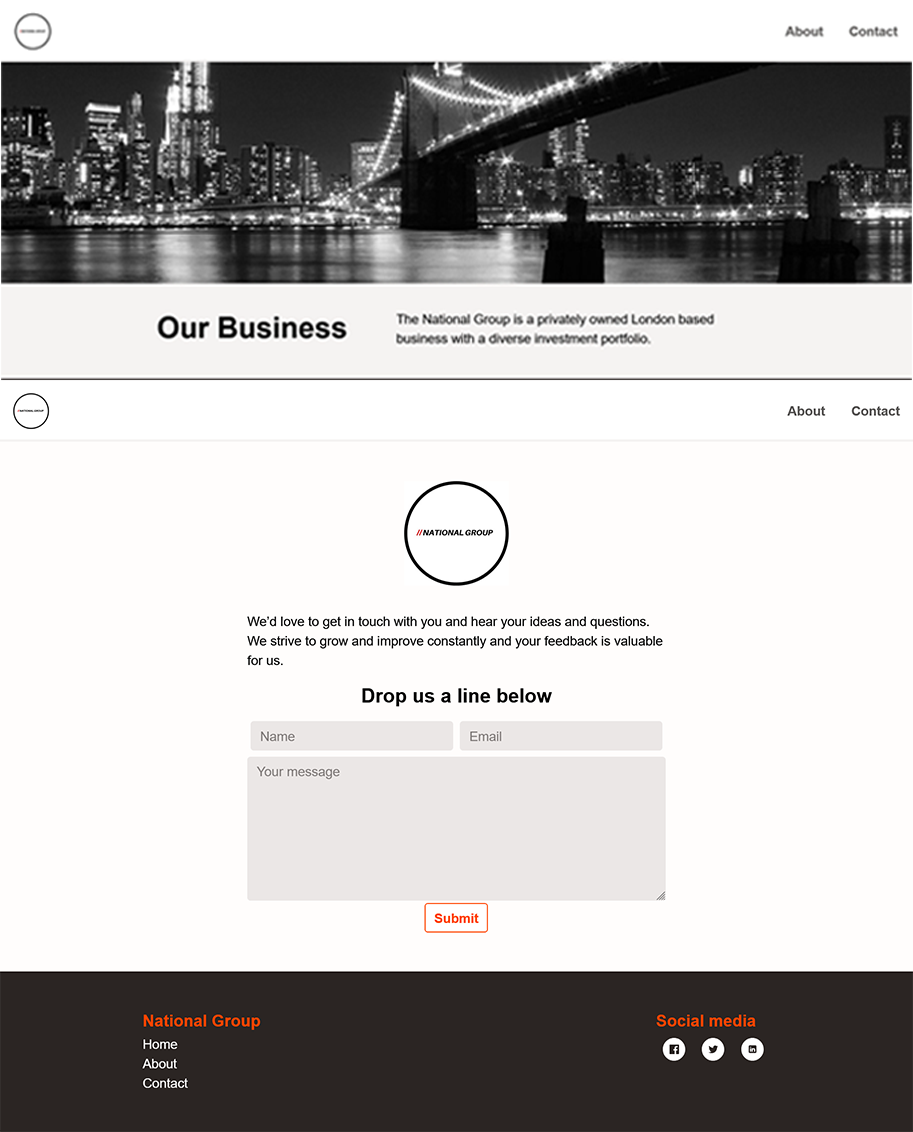 About Contact
Our Business
The National Group is a privately owned London based
business with a diverse investment portfolio.
//NATIONAL GROUP
About Contact
//NATIONAL GROUP
We'd love to get in touch with you and hear your ideas and questions.
We strive to grow and improve constantly and your feedback is valuable
for us.
Drop us a line below
Name Email
Your message
Submit
National Group Social media
Home
About
Contact